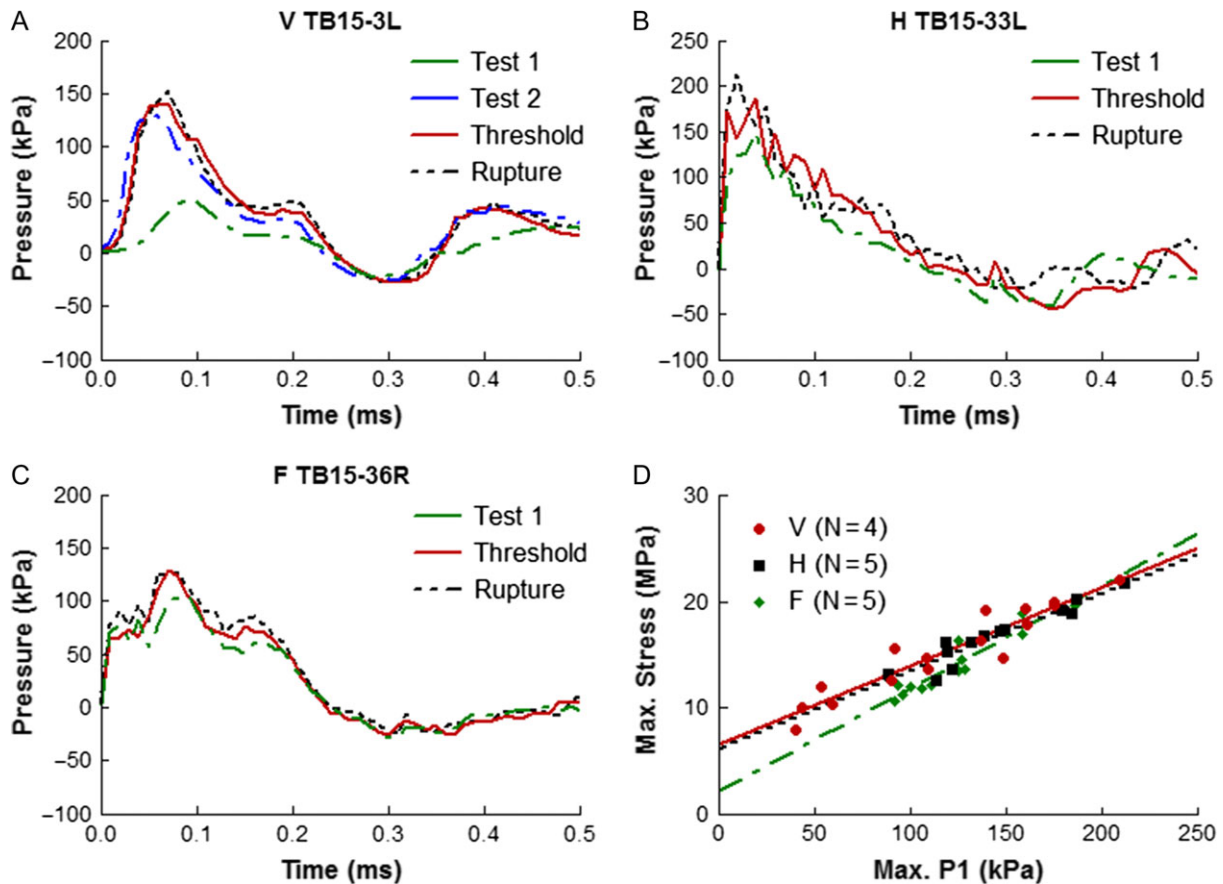 A
V TB15-3L
200
150
100
50
0
−50
−100
Pressure (kPa)
Test 1
Test 2
Threshold
Rupture
0.0 0.1 0.2 0.3 0.4 0.5
Time (ms)
B
H TB15-33L
250
200
150
100
50
0
−50
−100
Pressure (kPa)
Test 1
Threshold
Rupture
0.0 0.1 0.2 0.3 0.4 0.5
Time (ms)
C
F TB15-36R
200
150
100
50
0
−50
−100
Pressure (kPa)
Test 1
Threshold
Rupture
0.0 0.1 0.2 0.3 0.4 0.5
Time (ms)
D
30
20
10
0
Max. Stress (MPa)
V (N=4)
H (N=5)
F (N=5)
0 50 100 150 200 250
Max. P1 (kPa)